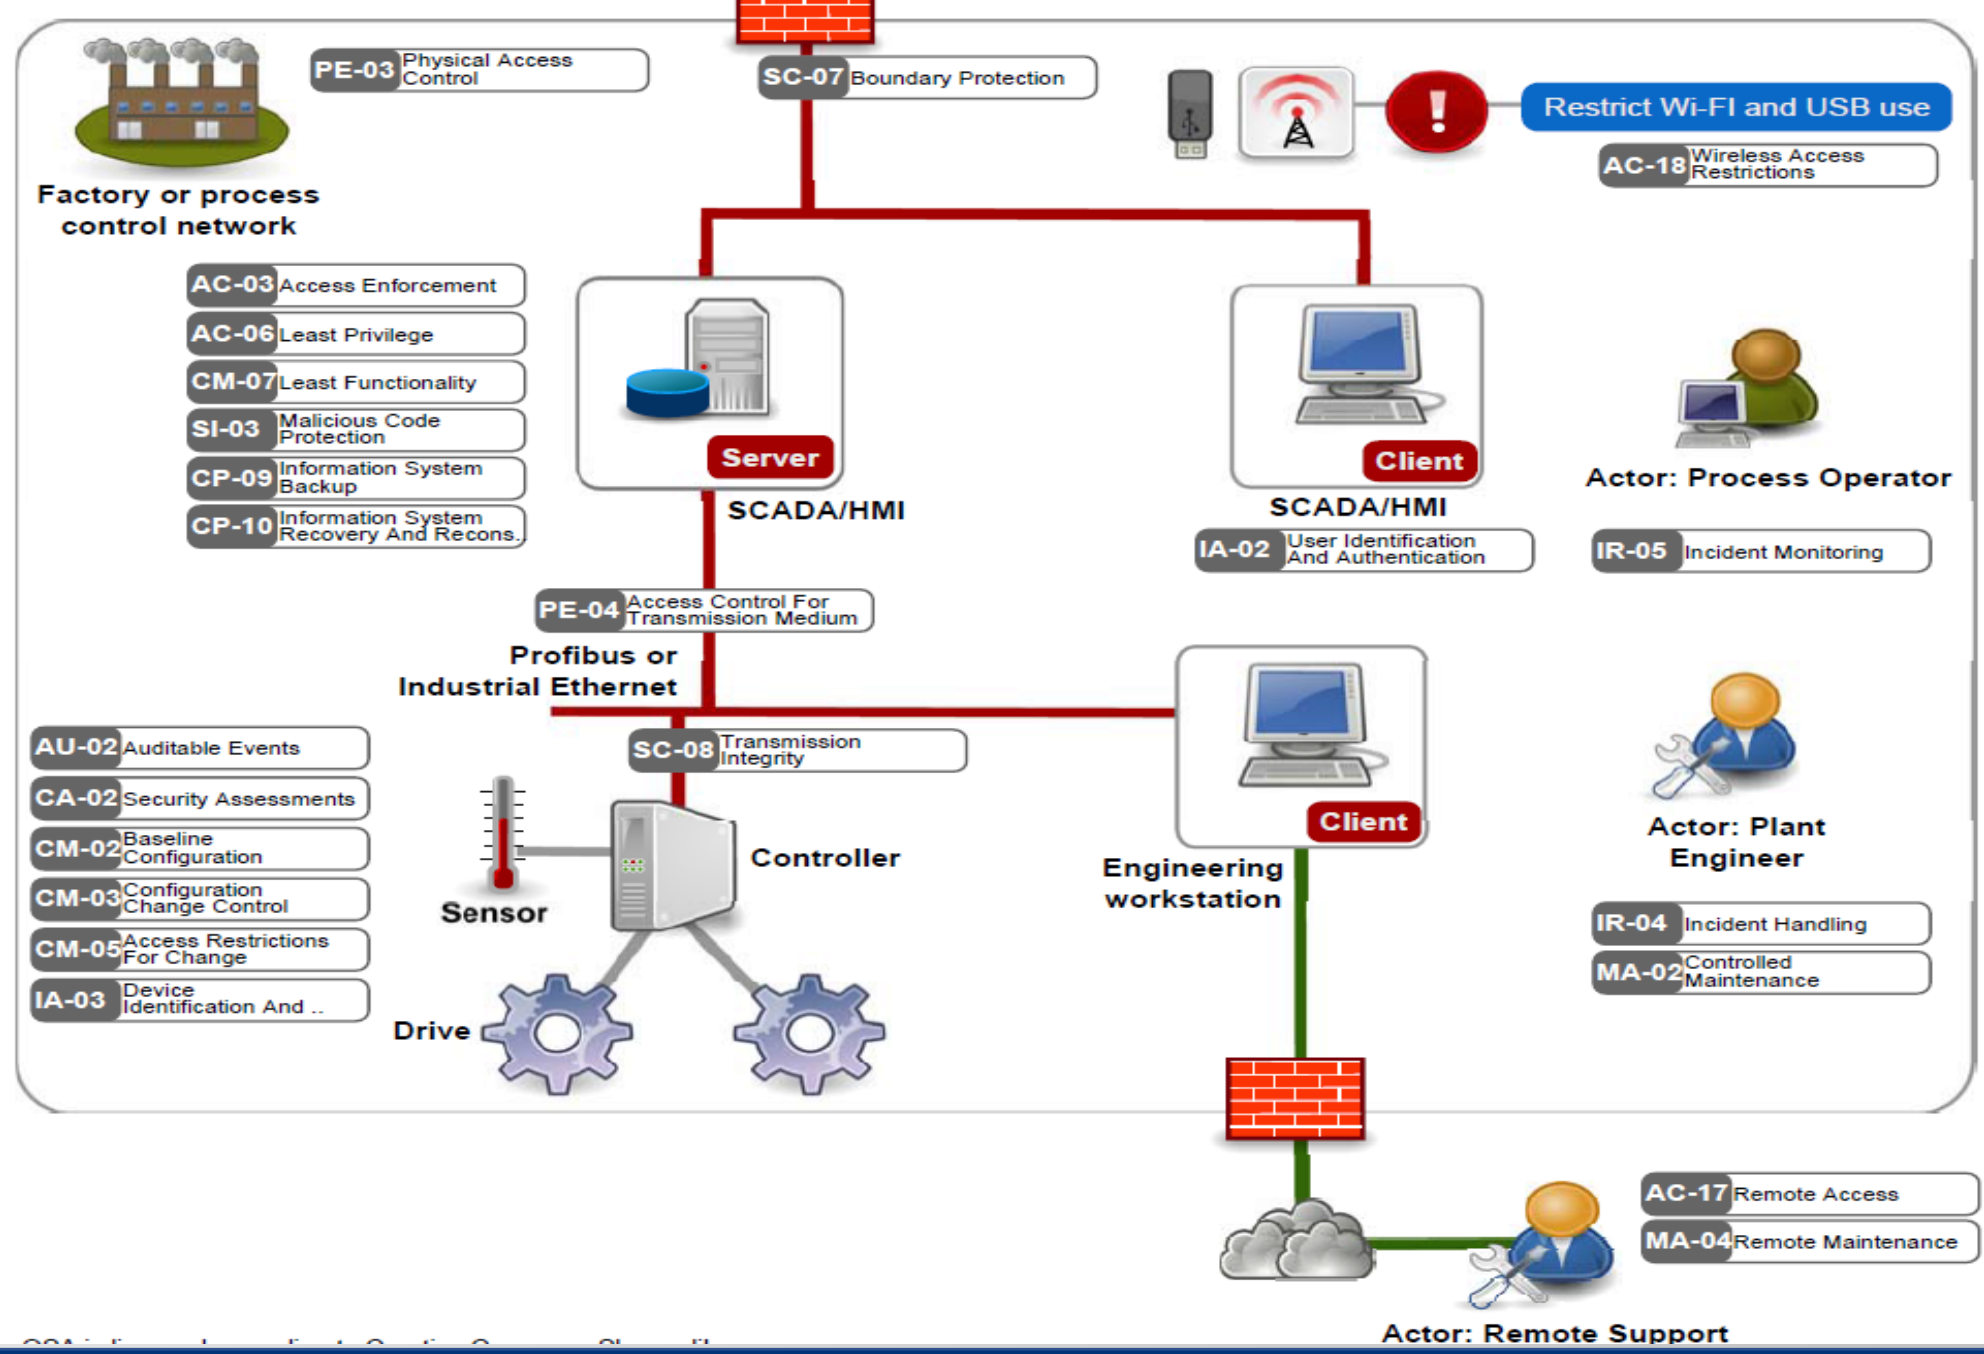 PE-03 Physical Access
Control
SC-07 Boundary Protection
Restrict Wi-FI and USB use
AC-18 Wireless Access
Restrictions
Factory or process
control network
AC-03 Access Enforcement
AC-06 Least Privilege
CM-07 Least Functionality
SI-03 Malicious Code
Protection
CP-09 Information System
Backup
CP-10 Information System
Recovery And Recons..
Server
SCADA/HMI
Client
SCADA/HMI
IA-02 User Identification
And Authentication
Actor: Process Operator
IR-05 Incident Monitoring
PE-04 Access Control For
Transmission Medium
Profibus or
Industrial Ethernet
AU-02 Auditable Events
CA-02 Security Assessments
CM-02 Baseline
Configuration
CM-03 Configuration
Change Control
CM-05 Access Restrictions
For Change
IA-03 Device
Identification And ..
SC-08 Transmission
Integrity
Sensor
Controller
Drive
Client
Engineering
workstation
Actor: Plant
Engineer
IR-04 Incident Handling
MA-02 Controlled
Maintenance
AC-17 Remote Access
MA-04 Remote Maintenance
Actor: Remote Support